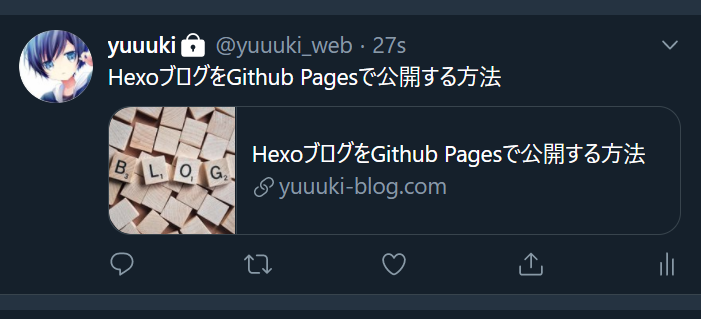 yuuuki @yuuuki_web · 27s
HexoブログをGithub Pagesで公開する方法
B L O G
HexoブログをGithub Pagesで公開する方法
yuuuki-blog.com